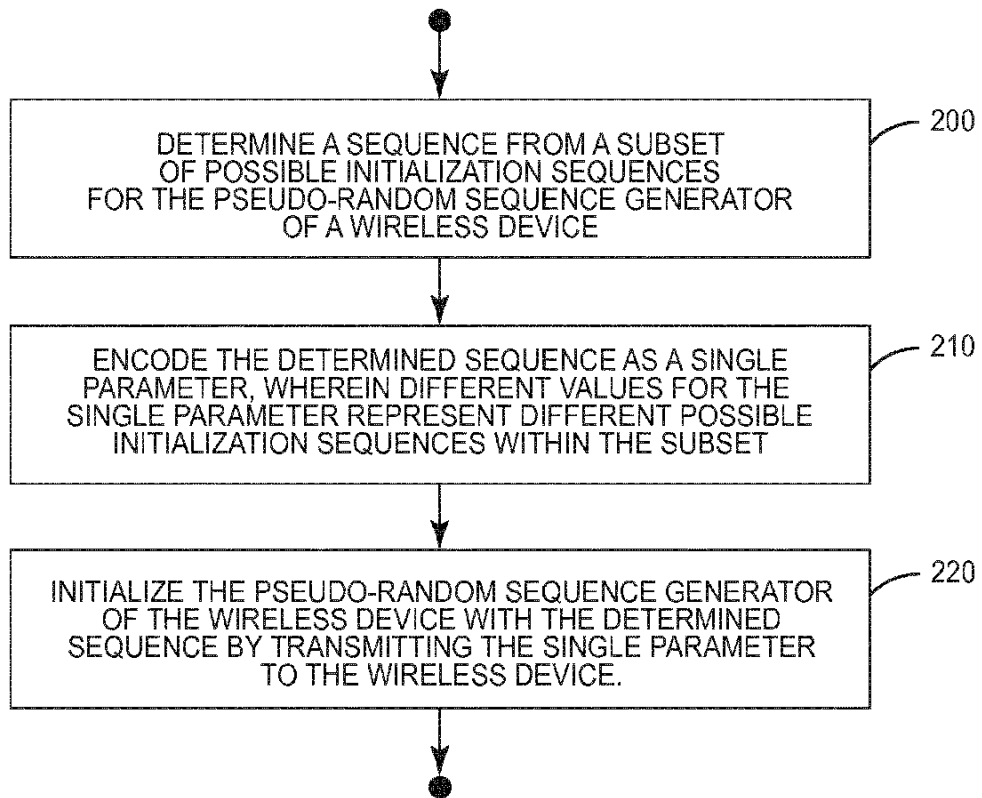 DETERMINE A SEQUENCE FROM A SUBSET
OF POSSIBLE INITIALIZATION SEQUENCES
FOR THE PSEUDO-RANDOM SEQUENCE GENERATOR
OF A WIRELESS DEVICE
200
ENCODE THE DETERMINED SEQUENCE AS A SINGLE
PARAMETER, WHEREIN DIFFERENT VALUES FOR THE
SINGLE PARAMETER REPRESENT DIFFERENT POSSIBLE
INITIALIZATION SEQUENCES WITHIN THE SUBSET
210
INITIALIZE THE PSEUDO-RANDOM SEQUENCE GENERATOR
OF THE WIRELESS DEVICE WITH THE DETERMINED
SEQUENCE BY TRANSMITTING THE SINGLE PARAMETER
TO THE WIRELESS DEVICE.
220